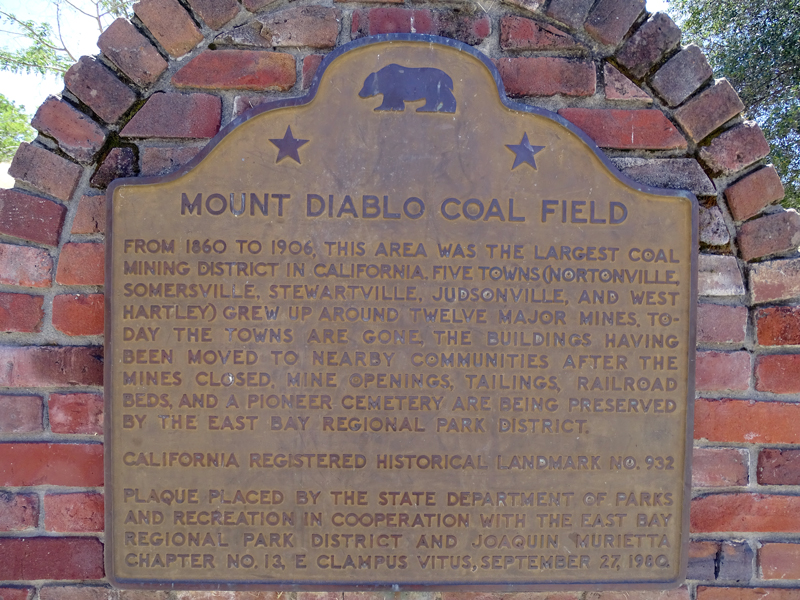 MOUNT DIABLO COAL FIELD
FROM 1860 TO 1906, THIS AREA WAS THE LARGEST COAL
MINING DISTRICT IN CALIFORNIA. FIVE TOWNS (NORTONVILLE,
SOMERSVILLE, STEWARTVILLE, JUDSONVILLE, AND WEST
HARTLEY) GREW UP AROUND TWELVE MAJOR MINES. TO-
DAY THE TOWNS ARE GONE, THE BUILDINGS HAVING
BEEN MOVED TO NEARBY COMMUNITIES AFTER THE
MINES CLOSED. MINE OPENINGS, TAILINGS, RAILROAD
BEDS, AND A PIONEER CEMETERY ARE BEING PRESERVED
BY THE EAST BAY REGIONAL PARK DISTRICT.
CALIFORNIA REGISTERED HISTORICAL LANDMARK NO. 932
PLAQUE PLACED BY THE STATE DEPARTMENT OF PARKS
AND RECREATION IN COOPERATION WITH THE EAST BAY
REGIONAL PARK DISTRICT AND JOAQUIN MURIETTA
CHAPTER NO. 13, E CLAMPUS VITUS, SEPTEMBER 27, 1980.